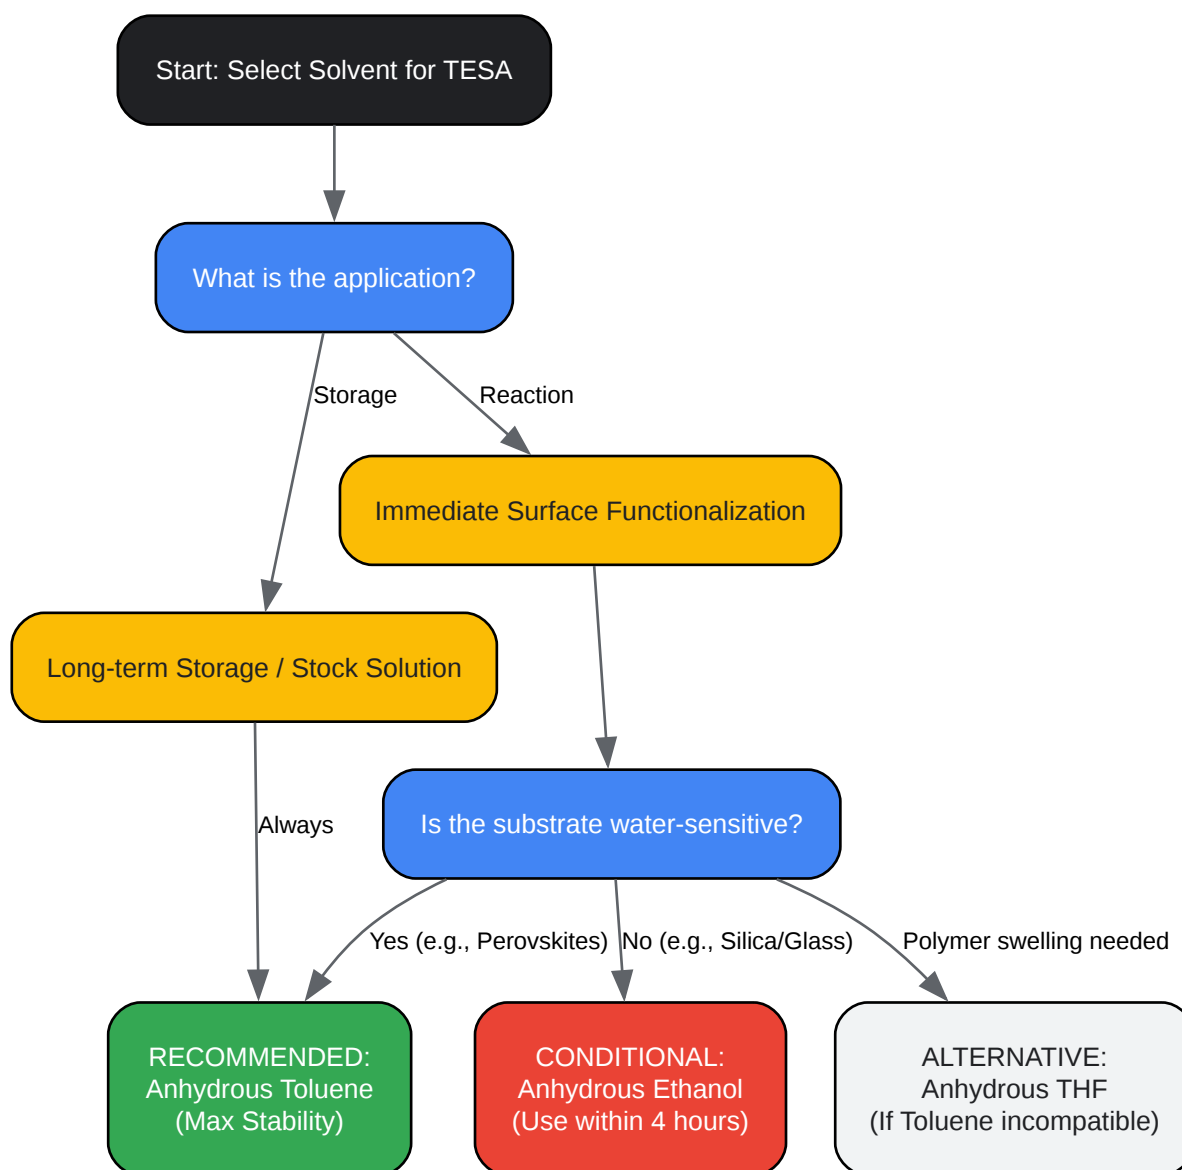 Start: Select Solvent for TESA
What is the application?
Storage
Reaction
Immediate Surface Functionalization
Long-term Storage / Stock Solution
Always
Is the substrate water-sensitive?
Yes (e.g., Perovskites)
No (e.g., Silica/Glass)
Polymer swelling needed
RECOMMENDED:
Anhydrous Toluene
(Max Stability)
CONDITIONAL:
Anhydrous Ethanol
(Use within 4 hours)
ALTERNATIVE:
Anhydrous THF
(If Toluene incompatible)